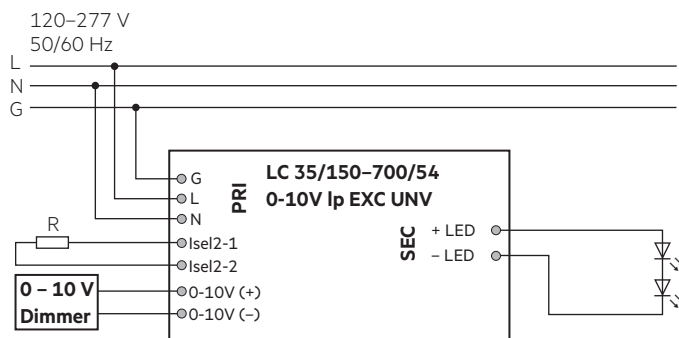 120–277 V
50/60 Hz
L
N
G
LC 35/150–700/54
0-10V lp EXC UNV
PRI
G
L
N
R
Isel2-1
Isel2-2
0-10V (+)
0-10V (–)
0 – 10 V
Dimmer
SEC
+ LED
– LED